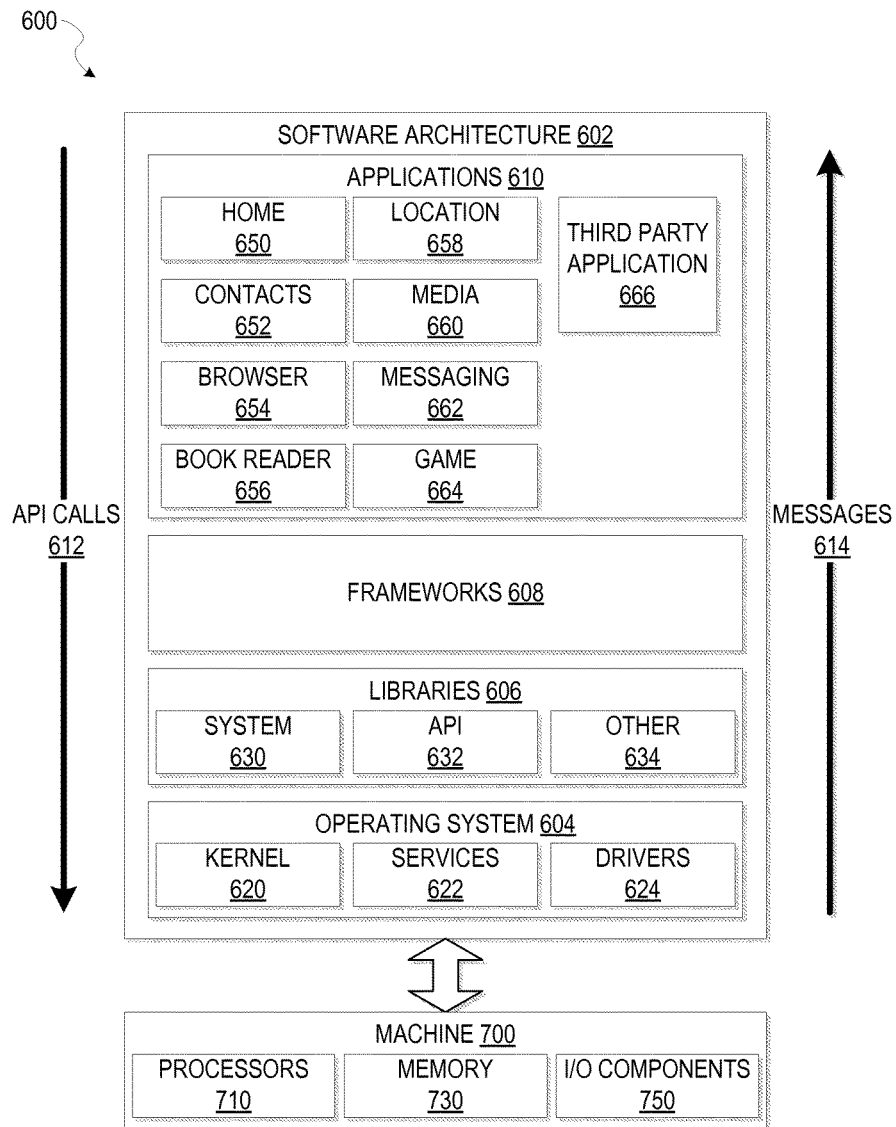 600
SOFTWARE ARCHITECTURE 602
APPLICATIONS 610
HOME
650
LOCATION
658
THIRD PARTY
APPLICATION
666
CONTACTS
652
MEDIA
660
BROWSER
654
MESSAGING
662
BOOK READER
656
GAME
664
API CALLS
612
MESSAGES
614
FRAMEWORKS 608
LIBRARIES 606
SYSTEM
630
API
632
OTHER
634
OPERATING SYSTEM 604
KERNEL
620
SERVICES
622
DRIVERS
624
MACHINE 700
PROCESSORS
710
MEMORY
730
I/O COMPONENTS
750